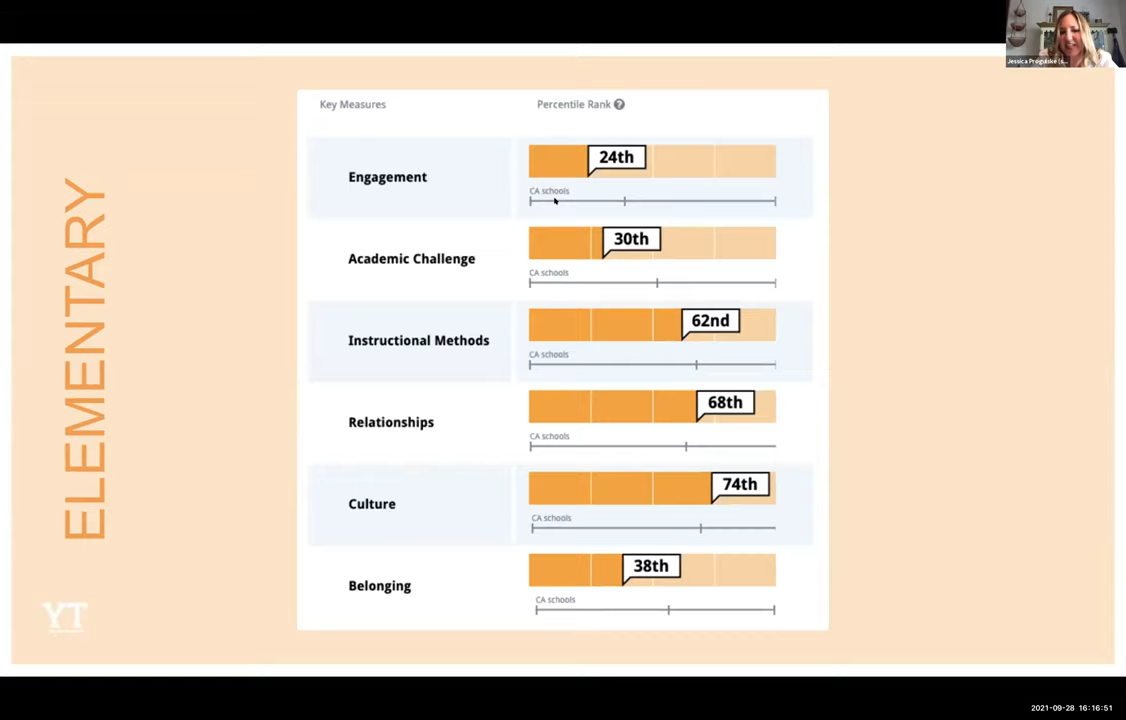 Jessica Progulske (s...
Key Measures
Percentile Rank ?
Engagement
24th
CA schools
Academic Challenge
30th
CA schools
Instructional Methods
62nd
CA schools
Relationships
68th
CA schools
Culture
74th
CA schools
Belonging
38th
CA schools
ELEMENTARY
YT
2021-09-28 16:16:51